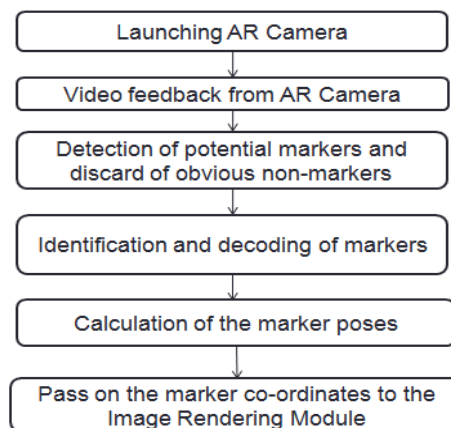 Launching AR Camera
Video feedback from AR Camera
Detection of potential markers and
discard of obvious non-markers
Identification and decoding of markers
Calculation of the marker poses
Pass on the marker co-ordinates to the
Image Rendering Module